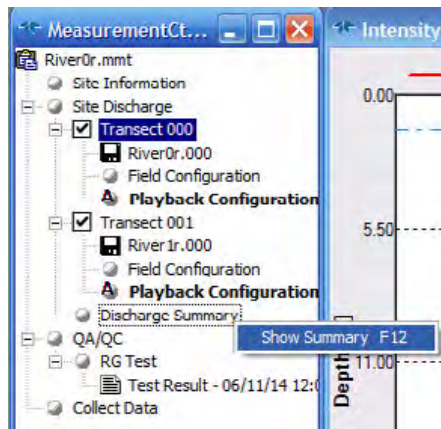 MeasurementCt...
Intensity
River0r.mmt
Site Information
Site Discharge
Transect 000
River0r.000
Field Configuration
Playback Configuration
Transect 001
River1r.000
Field Configuration
Playback Configuration
Discharge Summary
Show Summary F12
QA/QC
RG Test
Test Result - 06/11/14 12:0
Collect Data
0.00
5.50
11.00
Depth